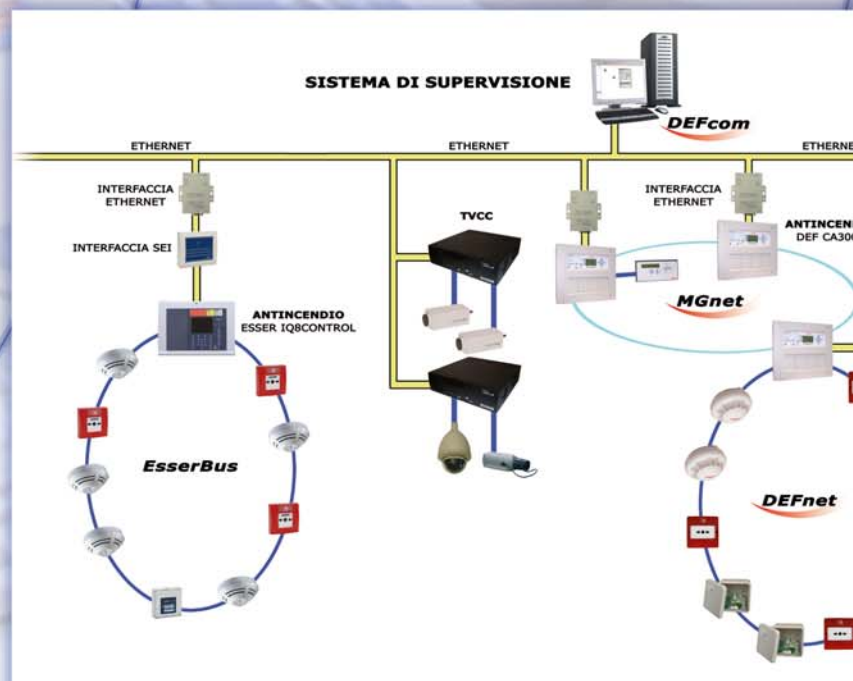 SISTEMA DI SUPERVISIONE
DEFcom
ETHERNET
ETHERNET
INTERFACCIA
ETHERNET
INTERFACCIA SEI
ANTINCENDIO
ESSER IQ8CONTROL
EsserBus
TVCC
INTERFACCIA
ETHERNET
MGnet
DEFnet